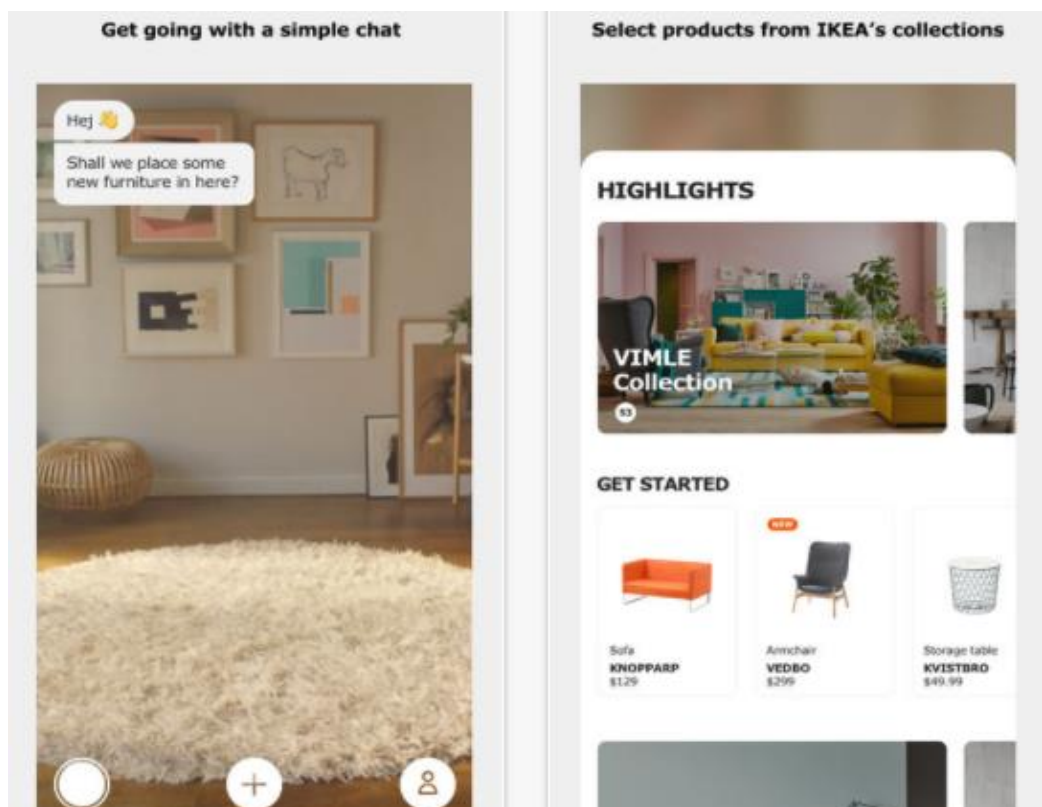 Get going with a simple chat
Hej 👋
Shall we place some
new furniture in here?
Select products from IKEA's collections
HIGHLIGHTS
VIMLE
Collection
53
GET STARTED
NEW
Sofa
KNOPPARP
$129
Armchair
VEDBO
$299
Storage table
KVISTBRO
$49.99